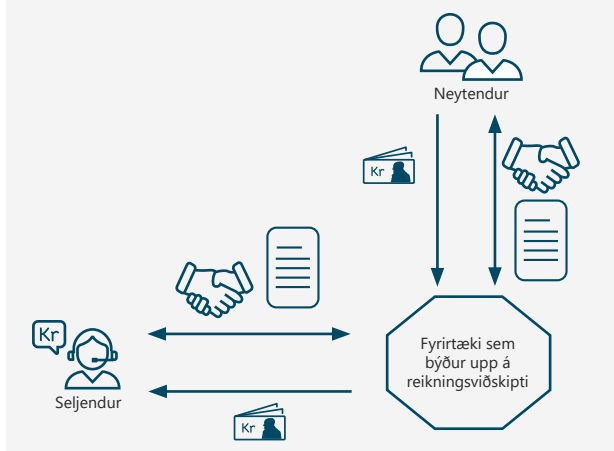 Neytendur
Kr
Kr
Fyrirtæki sem
býður upp á
reikningsviðskipti
Seljendur
Kr